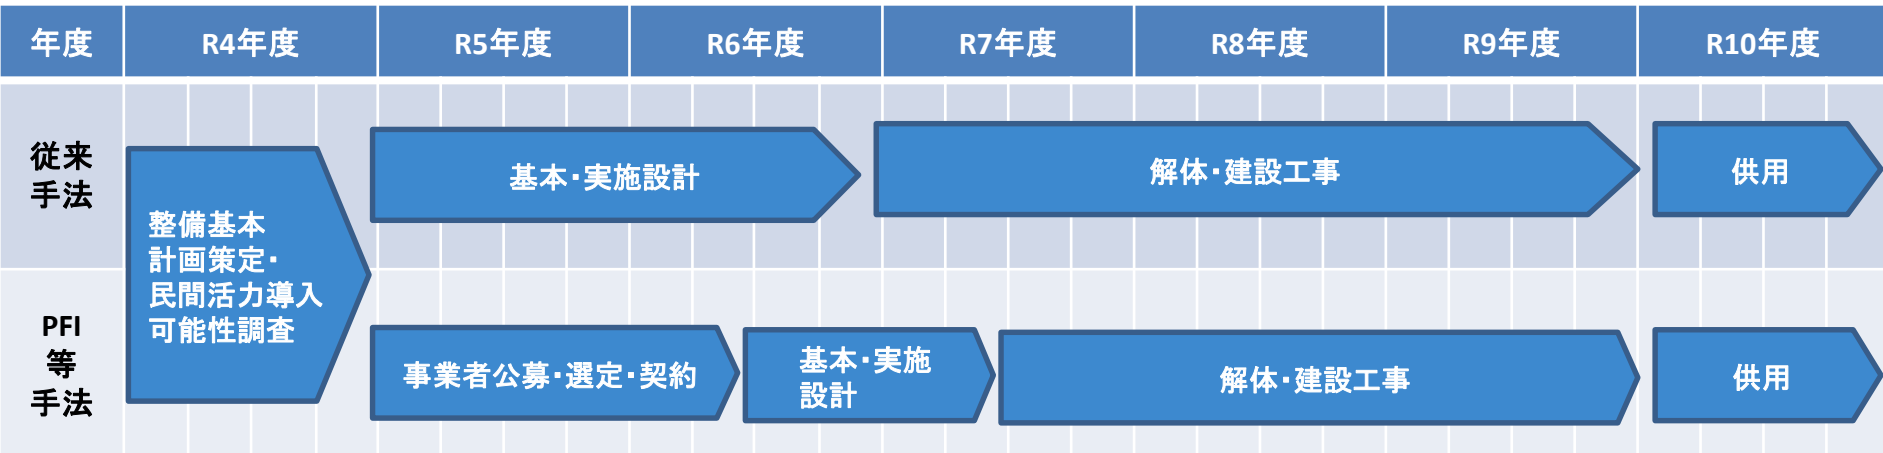 年度 R4年度 R5年度 R6年度 R7年度 R8年度 R9年度 R10年度
従来
手法
整備基本
計画策定・
民間活力導入
可能性調査
基本・実施設計
解体・建設工事
供用
PFI
等
手法
事業者公募・選定・契約
基本・実施
設計
解体・建設工事
供用